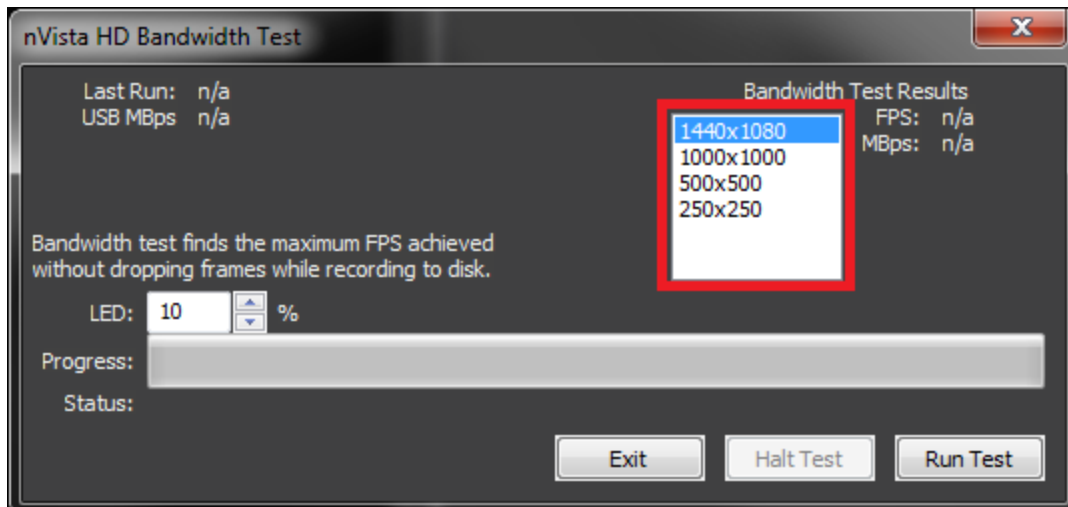 nVista HD Bandwidth Test
X
Last Run: n/a
USB MBps n/a
Bandwidth Test Results
FPS: n/a
MBps: n/a
1440x1080
1000x1000
500x500
250x250
Bandwidth test finds the maximum FPS achieved
without dropping frames while recording to disk.
LED: 10 %
Progress:
Status:
Exit
Halt Test
Run Test